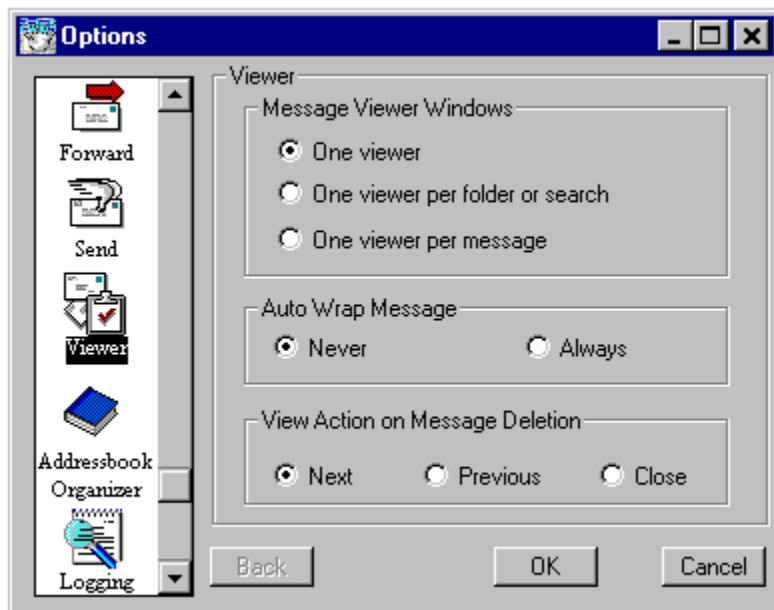 Options
Forward
Send
Viewer
Addressbook
Organizer
Logging
Viewer
Message Viewer Windows
One viewer
One viewer per folder or search
One viewer per message
Auto Wrap Message
Never Always
View Action on Message Deletion
Next Previous Close
Back OK Cancel